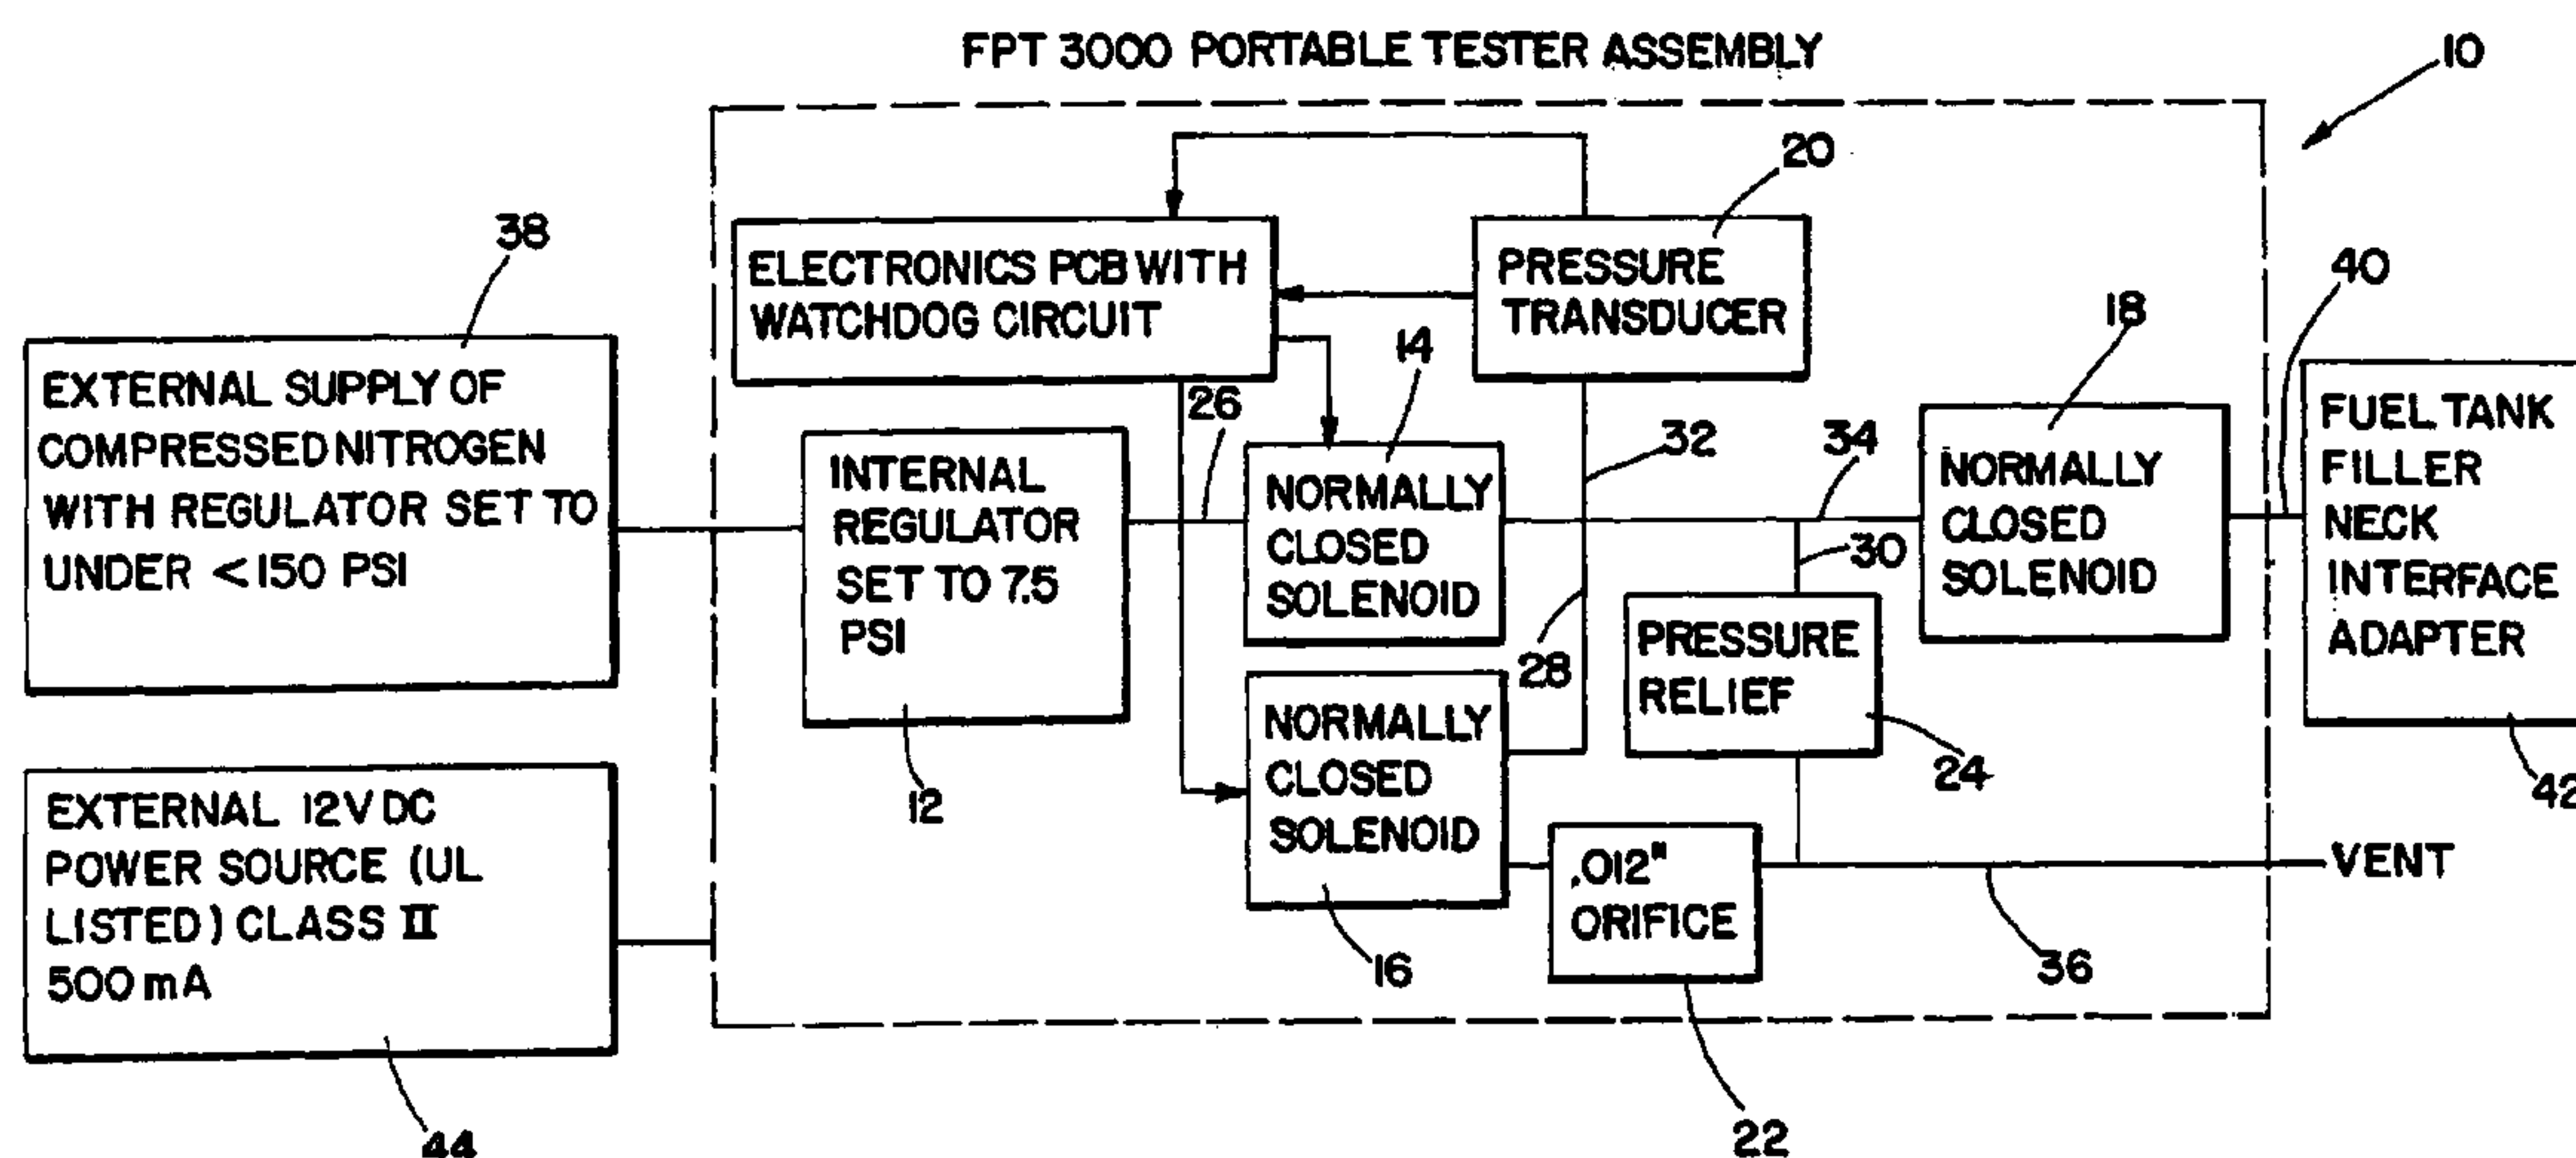 FPT 3000 PORTABLE TESTER ASSEMBLY
10
20
38
ELECTRONICS PCB WITH
WATCHDOG CIRCUIT
PRESSURE
TRANSDUCER
40
18
14
EXTERNAL SUPPLY OF
COMPRESSED NITROGEN
WITH REGULATOR SET TO
UNDER <150 PSI
26
INTERNAL
REGULATOR
SET TO 7.5
PSI
NORMALLY
CLOSED
SOLENOID
32
34
30
28
NORMALLY
CLOSED
SOLENOID
FUEL TANK
FILLER
NECK
INTERFACE
ADAPTER
PRESSURE
RELIEF
24
42
12
NORMALLY
CLOSED
SOLENOID
16
.012"
ORIFICE
VENT
36
22
EXTERNAL 12V DC
POWER SOURCE (UL
LISTED) CLASS II
500 mA
44